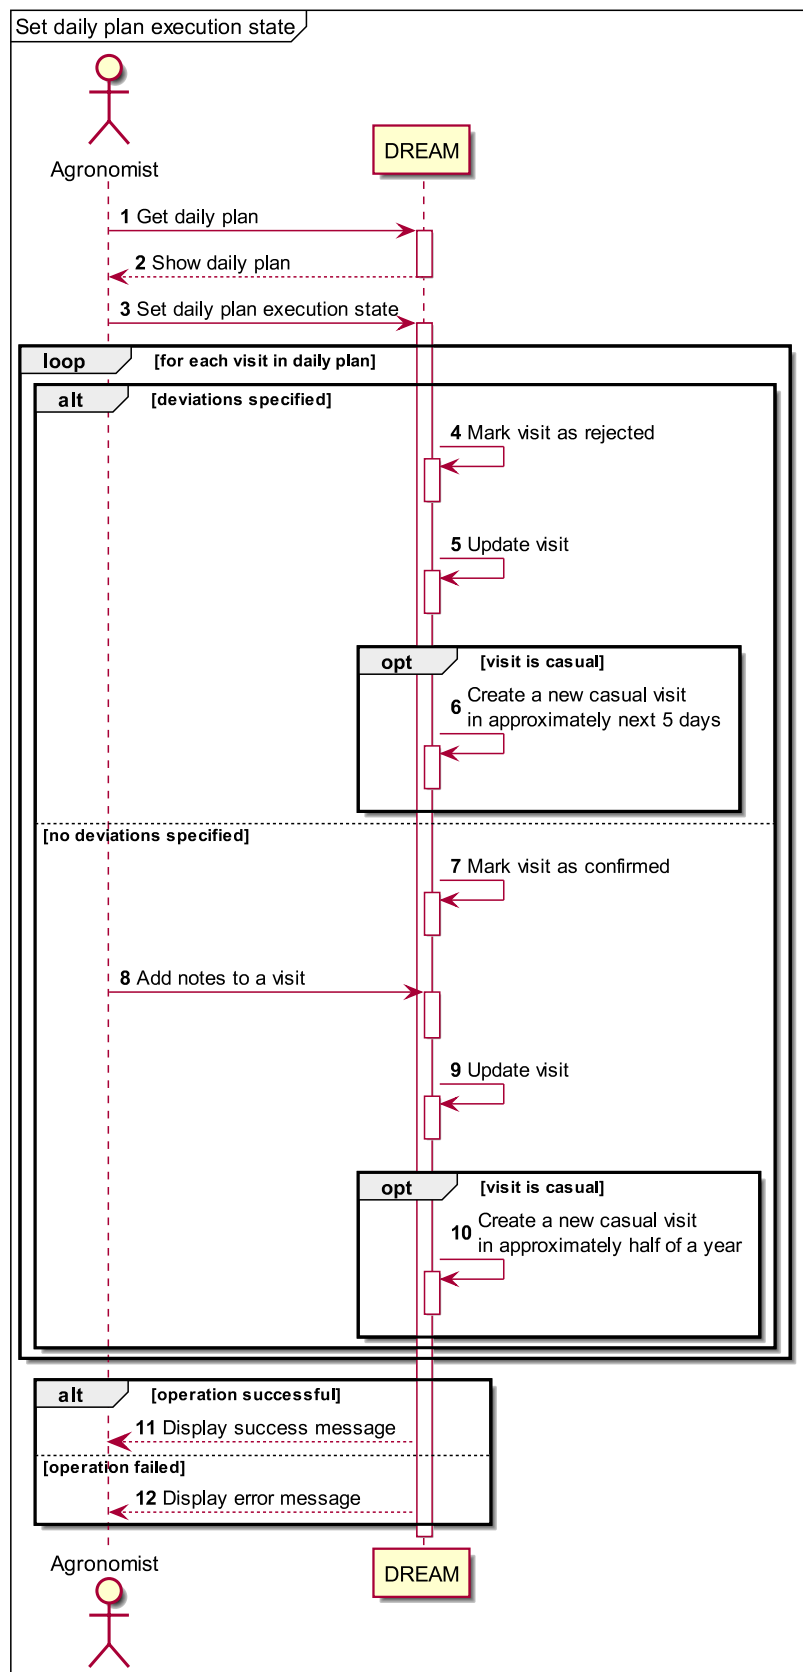 Set daily plan execution state
Agronomist
DREAM
1 Get daily plan
2 Show daily plan
3 Set daily plan execution state
loop [for each visit in daily plan]
alt [deviations specified]
4 Mark visit as rejected
5 Update visit
opt [visit is casual]
6 Create a new casual visit
in approximately next 5 days
[no deviations specified]
7 Mark visit as confirmed
8 Add notes to a visit
9 Update visit
opt [visit is casual]
10 Create a new casual visit
in approximately half of a year
alt [operation successful]
11 Display success message
[operation failed]
12 Display error message
Agronomist
DREAM